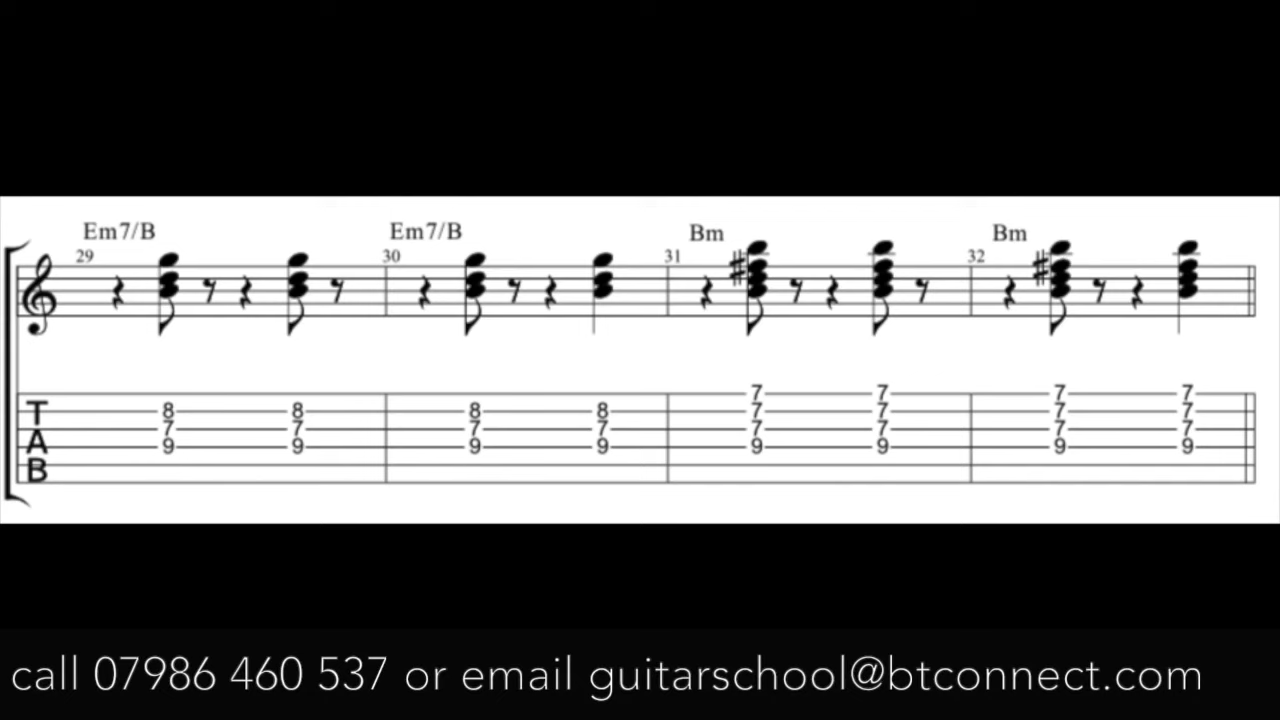 Em7/B Em7/B Bm Bm
29 30 31 32
7 7 7 7
T 8 8 8 8 7 7 7 7
7 7 7 7 7 7 7 7
A 9 9 9 9 9 9 9 9
B
call 07986 460 537 or email guitarschool@btconnect.com